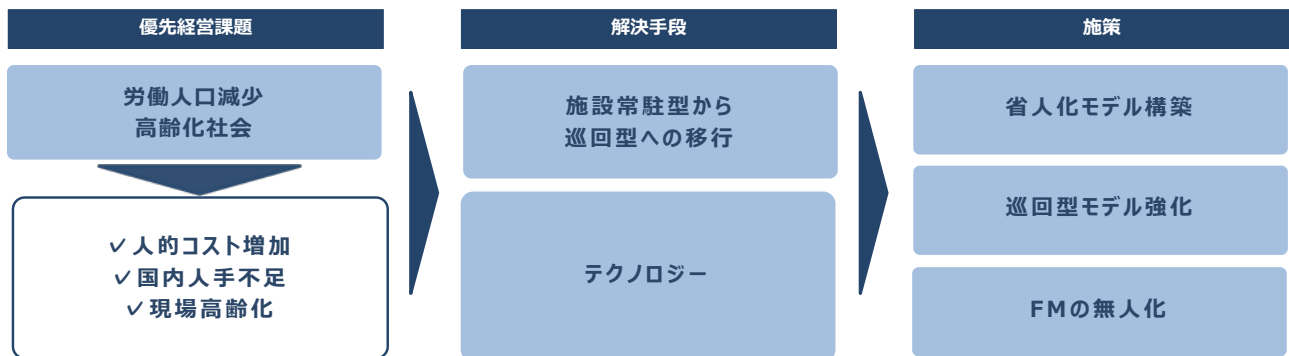 優先経営課題
労働人口減少
高齢化社会
✓人的コスト増加
✓国内人手不足
✓現場高齢化
解決手段
施設常駐型から
巡回型への移行
テクノロジー
施策
省人化モデル構築
巡回型モデル強化
FMの無人化